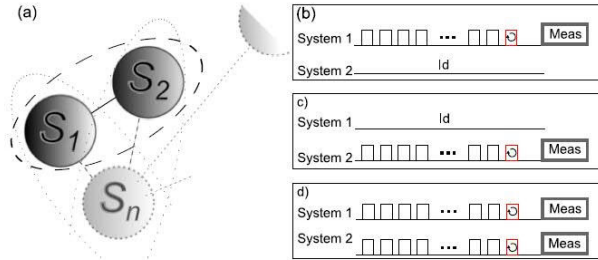 (a)
S1
S2
Sn
(b)
System 1
Meas
System 2
Id
c)
System 1
Id
System 2
Meas
d)
System 1
Meas
System 2
Meas